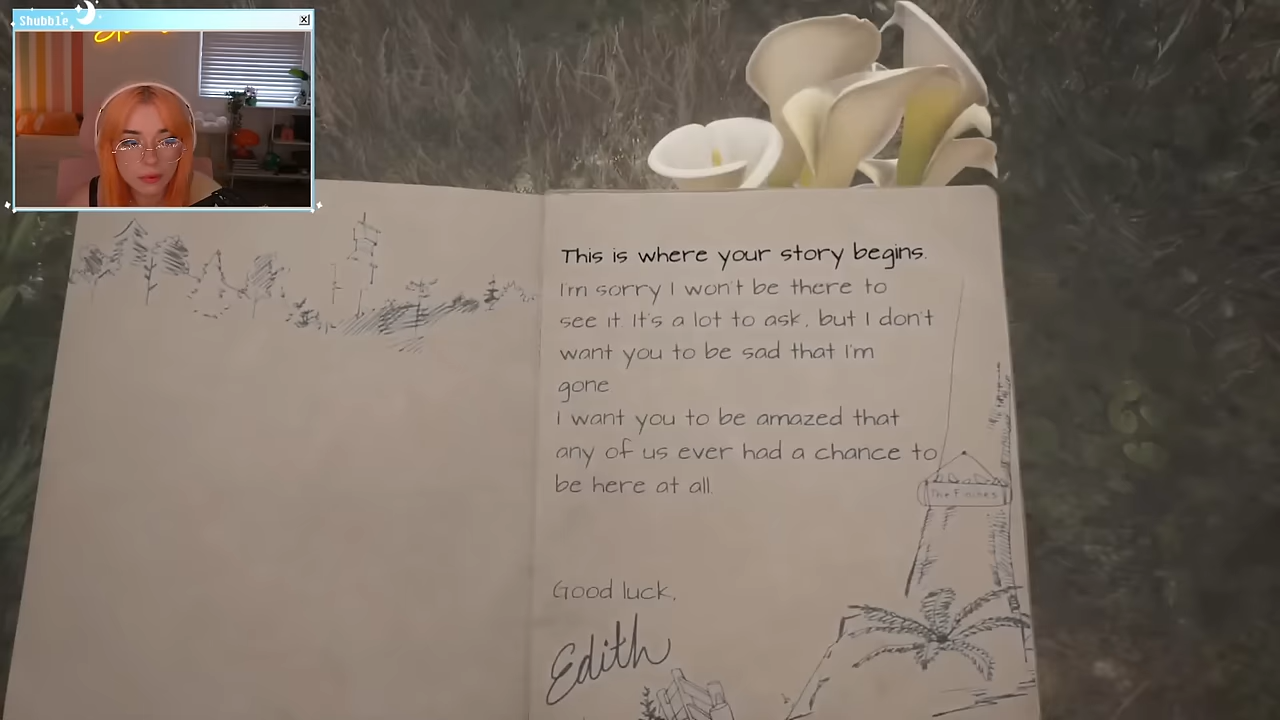 Shubble
This is where your story begins.
I'm sorry I won't be there to
see it. It's a lot to ask, but I don't
want you to be sad that I'm
gone
I want you to be amazed that
any of us ever had a chance to
be here at all.
Good luck,
Edith